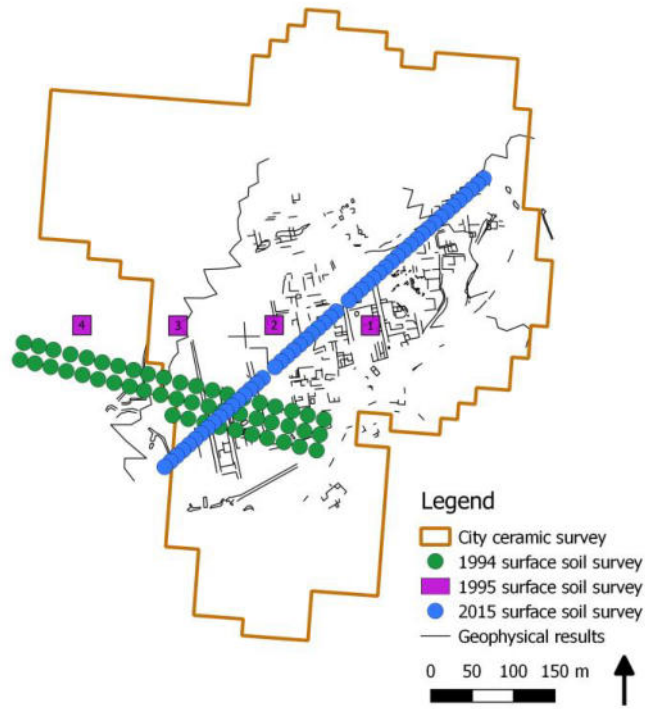 4
3
2
1
Legend
City ceramic survey
1994 surface soil survey
1995 surface soil survey
2015 surface soil survey
Geophysical results
0 50 100 150 m